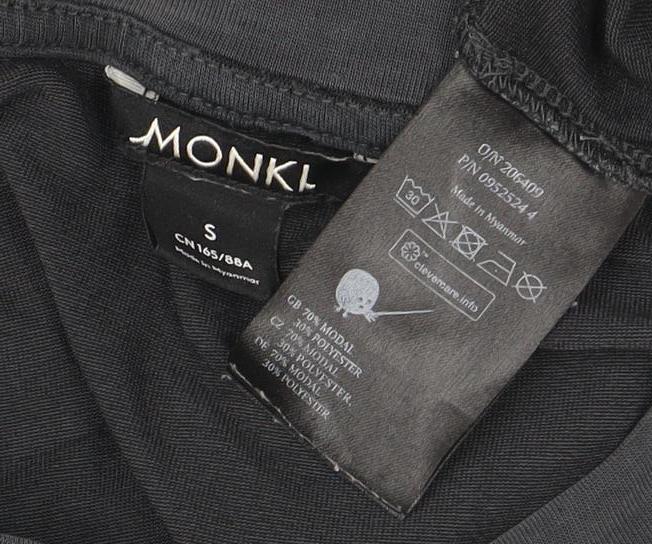 MONKI
S
CN 165/88A
Made in Myanmar
O/N 206409
P/N 0952524 4
Made in Myanmar
30
™
clevercare.info
GB 70% MODAL
30% POLYESTER
CZ 70% MODAL
30% POLYESTER.
DE 70% MODAL
30% POLYESTER